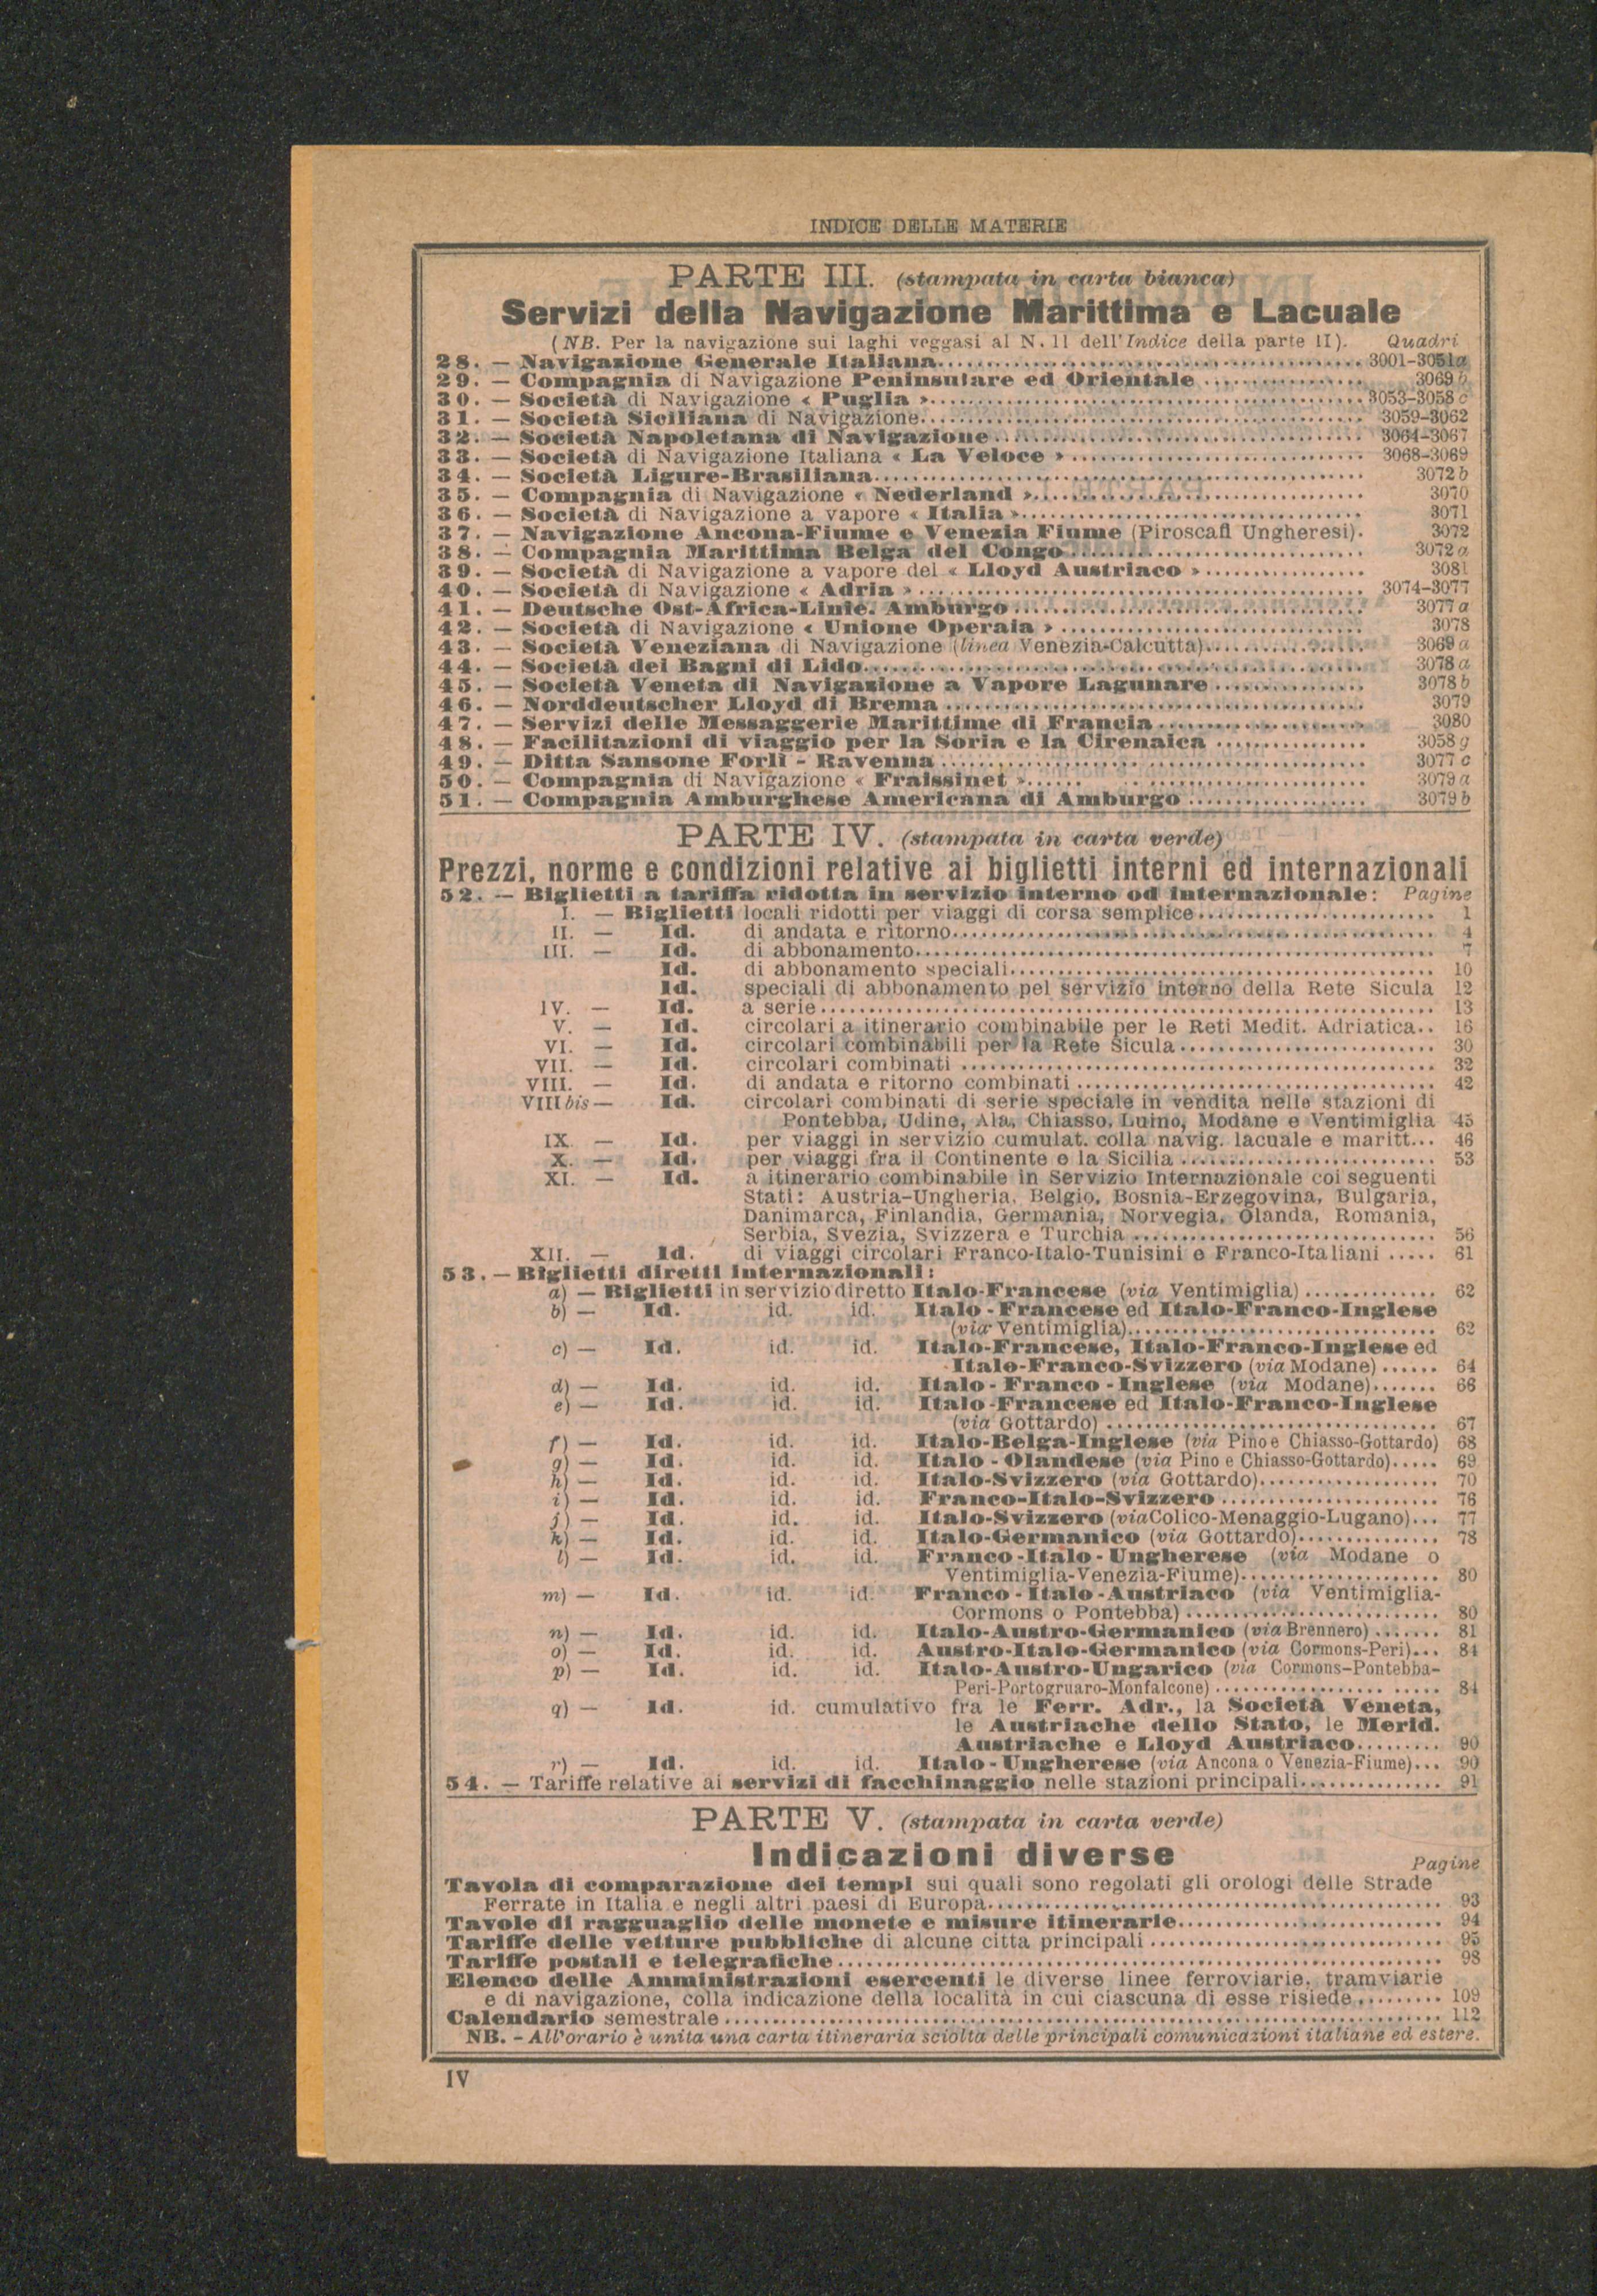 INDICE DELLE MATERIE
PARTE III. (stampata in carta bianca)
Servizi della Navigazione Marittima e Lacuale
(NB. Per la navigazione sui laghi veggasi al N. 11 dell'Indice della parte II). Quadri
28. — Navigazione Generale Italiana........ 3001-3051a
29. — Compagnia di Navigazione Peninsulare ed Orientale ........ 3069 b
30. — Società di Navigazione « Puglia »........ 3053-3058 c
31. — Società Siciliana di Navigazione........ 3059-3062
32. — Società Napoletana di Navigazione........ 3064-3067
33. — Società di Navigazione Italiana « La Veloce »........ 3068-3069
34. — Società Ligure-Brasiliana........ 3072 b
35. — Compagnia di Navigazione « Nederland »........ 3070
36. — Società di Navigazione a vapore « Italia »........ 3071
37. — Navigazione Ancona-Fiume e Venezia Fiume (Piroscafi Ungheresi). 3072
38. — Compagnia Marittima Belga del Congo........ 3072 a
39. — Società di Navigazione a vapore del « Lloyd Austriaco »........ 3081
40. — Società di Navigazione « Adria »........ 3074-3077
41. — Deutsche Ost-Africa-Linie. Amburgo........ 3077 a
42. — Società di Navigazione « Unione Operaia »........ 3078
43. — Società Veneziana di Navigazione (linea Venezia-Calcutta)........ 3069 a
44. — Società dei Bagni di Lido........ 3078 a
45. — Società Veneta di Navigazione a Vapore Lagunare........ 3078 b
46. — Norddeutscher Lloyd di Brema........ 3079
47. — Servizi delle Messaggerie Marittime di Francia........ 3080
48. — Facilitazioni di viaggio per la Soria e la Cirenaica........ 3058 g
49. — Ditta Sansone Forlì - Ravenna........ 3077 c
50. — Compagnia di Navigazione « Fraissinet »........ 3079 a
51. — Compagnia Amburghese Americana di Amburgo........ 3079 b
PARTE IV. (stampata in carta verde)
Prezzi, norme e condizioni relative ai biglietti interni ed internazionali
52. — Biglietti a tariffa ridotta in servizio interno od internazionale: Pagine
I. — Biglietti locali ridotti per viaggi di corsa semplice........ 1
II. — Id. di andata e ritorno........ 4
III. — Id. di abbonamento........ 7
Id. di abbonamento speciali........ 10
Id. speciali di abbonamento pel servizio interno della Rete Sicula 12
IV. — Id. a serie........ 13
V. — Id. circolari a itinerario combinabile per le Reti Medit. Adriatica.. 16
VI. — Id. circolari combinabili per la Rete Sicula........ 30
VII. — Id. circolari combinati........ 32
VIII. — Id. di andata e ritorno combinati........ 42
VIII bis — Id. circolari combinati di serie speciale in vendita nelle stazioni di
Pontebba, Udine, Ala, Chiasso, Luino, Modane e Ventimiglia 45
IX. — Id. per viaggi in servizio cumulat. colla navig. lacuale e maritt... 46
X. — Id. per viaggi fra il Continente e la Sicilia........ 53
XI. — Id. a itinerario combinabile in Servizio Internazionale coi seguenti
Stati: Austria-Ungheria, Belgio, Bosnia-Erzegovina, Bulgaria,
Danimarca, Finlandia, Germania, Norvegia, Olanda, Romania,
Serbia, Svezia, Svizzera e Turchia........ 56
XII. — Id. di viaggi circolari Franco-Italo-Tunisini e Franco-Italiani..... 61
53. — Biglietti diretti internazionali:
a) — Biglietti in servizio diretto Italo-Francese (via Ventimiglia)........ 62
b) — Id. id. id. Italo-Francese ed Italo-Franco-Inglese
(via Ventimiglia)........ 62
c) — Id. id. id. Italo-Francese, Italo-Franco-Inglese ed
Italo-Franco-Svizzero (via Modane)...... 64
d) — Id. id. id. Italo-Franco-Inglese (via Modane)....... 66
e) — Id. id. id. Italo-Francese ed Italo-Franco-Inglese
(via Gottardo)........ 67
f) — Id. id. id. Italo-Belga-Inglese (via Pino e Chiasso-Gottardo) 68
g) — Id. id. id. Italo-Olandese (via Pino e Chiasso-Gottardo)..... 69
h) — Id. id. id. Italo-Svizzero (via Gottardo)........ 70
i) — Id. id. id. Franco-Italo-Svizzero........ 76
j) — Id. id. id. Italo-Svizzero (via Colico-Menaggio-Lugano)... 77
k) — Id. id. id. Italo-Germanico (via Gottardo)........ 78
l) — Id. id. id. Franco-Italo-Ungherese (via Modane o
Ventimiglia-Venezia-Fiume)........ 80
m) — Id. id. id. Franco-Italo-Austriaco (via Ventimiglia-
Cormons o Pontebba)........ 80
n) — Id. id. id. Italo-Austro-Germanico (via Brennero)....... 81
o) — Id. id. id. Austro-Italo-Germanico (via Cormons-Peri)... 84
p) — Id. id. id. Italo-Austro-Ungarico (via Cormons-Pontebba-
Peri-Portogruaro-Monfalcone)........ 84
q) — Id. id. cumulativo fra le Ferr. Adr., la Società Veneta,
le Austriache dello Stato, le Merid.
Austriache e Lloyd Austriaco......... 90
r) — Id. id. id. Italo-Ungherese (via Ancona o Venezia-Fiume)... 90
54. — Tariffe relative ai servizi di facchinaggio nelle stazioni principali........ 91
PARTE V. (stampata in carta verde)
Indicazioni diverse
Pagine
Tavola di comparazione dei tempi sui quali sono regolati gli orologi delle Strade
Ferrate in Italia e negli altri paesi di Europa........ 93
Tavole di ragguaglio delle monete e misure itinerarie........ 94
Tariffe delle vetture pubbliche di alcune città principali........ 95
Tariffe postali e telegrafiche........ 98
Elenco delle Amministrazioni esercenti le diverse linee ferroviarie, tramviarie
e di navigazione, colla indicazione della località in cui ciascuna di esse risiede......... 109
Calendario semestrale........ 112
NB. - All'orario è unita una carta itineraria sciolta delle principali comunicazioni italiane ed estere.
IV